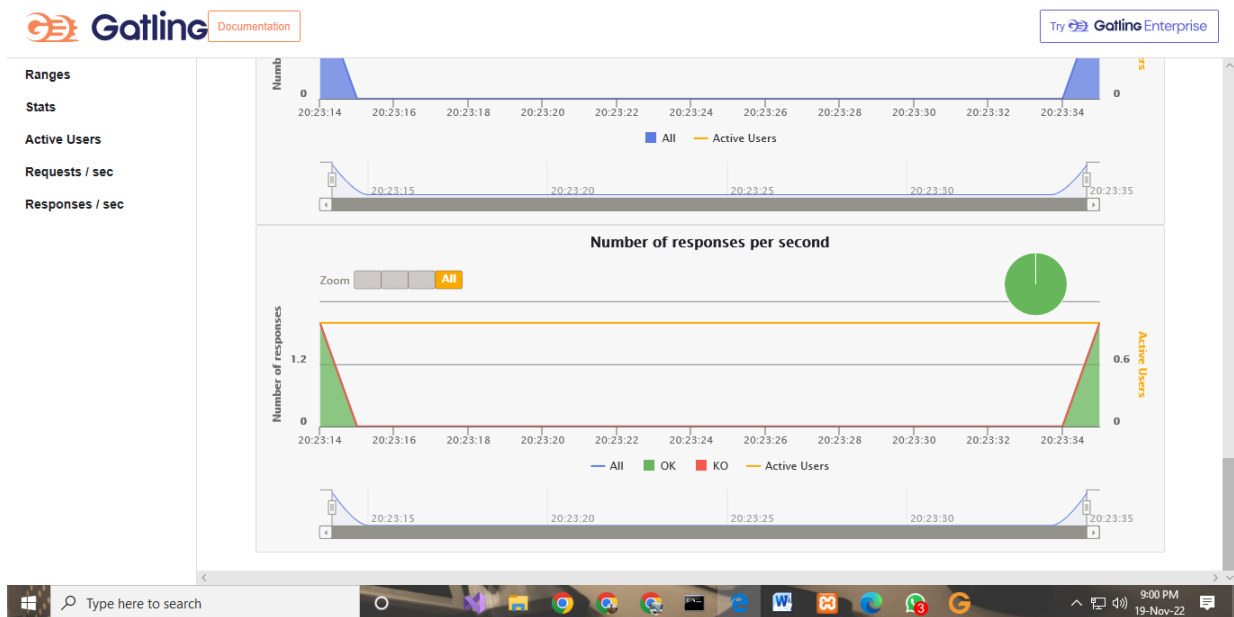 Gatling
Documentation
Try Gatling Enterprise
Ranges
Stats
Active Users
Requests / sec
Responses / sec
0
0
20:23:14 20:23:16 20:23:18 20:23:20 20:23:22 20:23:24 20:23:26 20:23:28 20:23:30 20:23:32 20:23:34
All Active Users
20:23:15 20:23:20 20:23:25 20:23:30 20:23:35
Number of responses per second
Zoom All
Number of responses
1.2
0
Active Users
0.6
0
20:23:14 20:23:16 20:23:18 20:23:20 20:23:22 20:23:24 20:23:26 20:23:28 20:23:30 20:23:32 20:23:34
All OK KO Active Users
20:23:15 20:23:20 20:23:25 20:23:30 20:23:35
Type here to search
3
9:00 PM
19-Nov-22